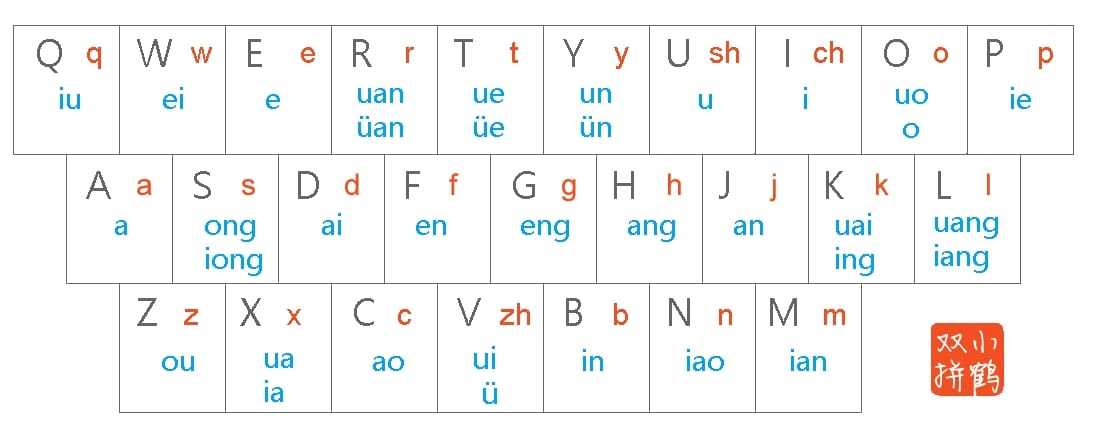 Q q W w E e R r T t Y y U sh I ch O o P p
iu ei e uan ue un u i uo ie
üan üe ün o
A a S s D d F f G g H h J j K k L l
a ong ai en eng ang an uai uang
iong ing iang
Z z X x C c V zh B b N n M m
ou ua ao ui in iao ian
ia ü
小鹤
双拼